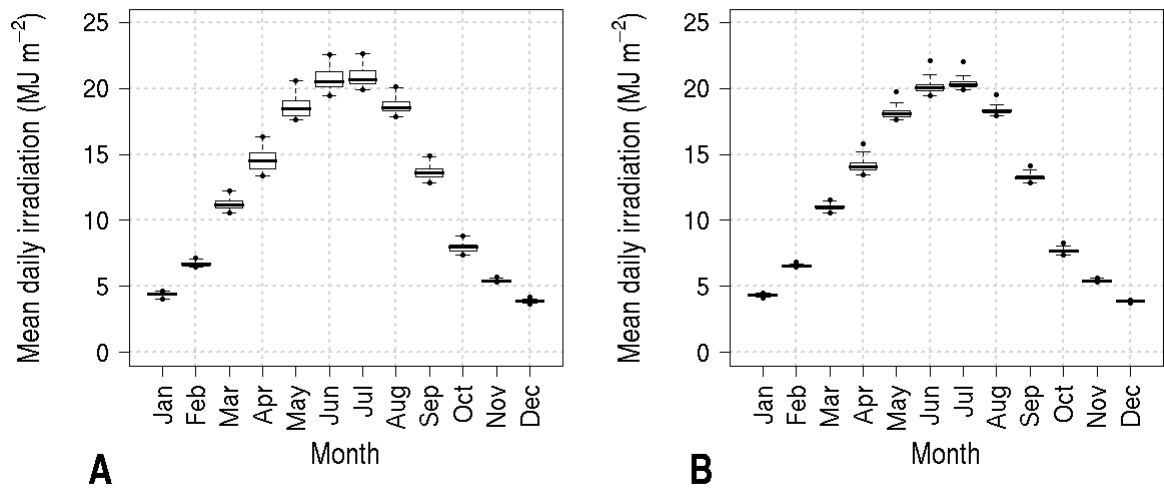 Mean daily irradiation (MJ m−2)
25
20
15
10
5
0
Jan
Feb
Mar
Apr
May
Jun
Jul
Aug
Sep
Oct
Nov
Dec
Month
A
Mean daily irradiation (MJ m−2)
25
20
15
10
5
0
Jan
Feb
Mar
Apr
May
Jun
Jul
Aug
Sep
Oct
Nov
Dec
Month
B